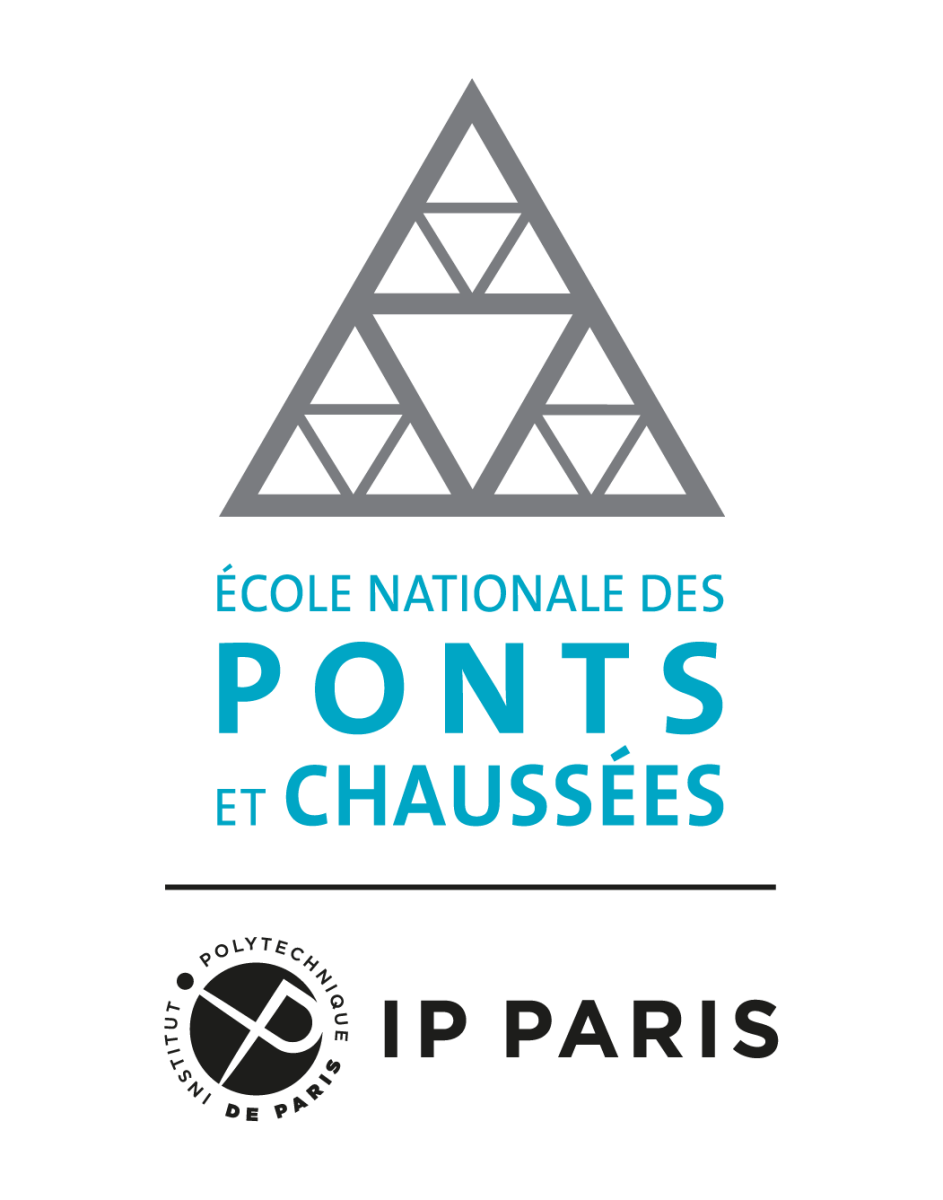 ÉCOLE NATIONALE DES
PONTS
ET CHAUSSÉES
INSTITUT POLYTECHNIQUE
DE PARIS
IP PARIS